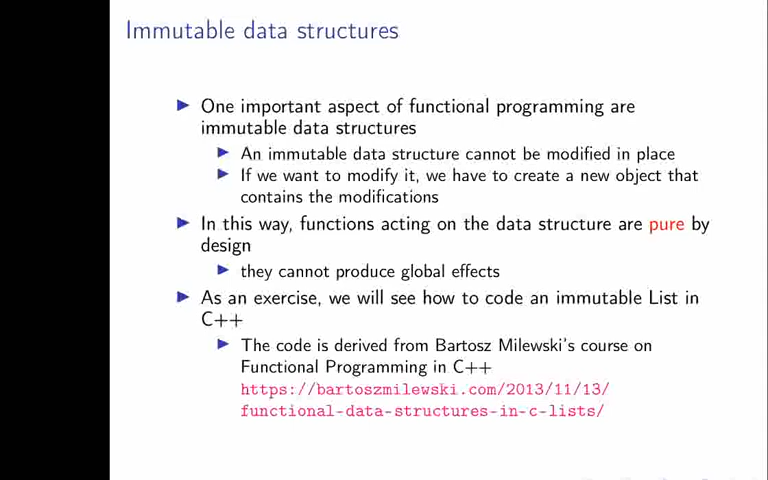 Immutable data structures
One important aspect of functional programming are
immutable data structures
An immutable data structure cannot be modified in place
If we want to modify it, we have to create a new object that
contains the modifications
In this way, functions acting on the data structure are pure by
design
they cannot produce global effects
As an exercise, we will see how to code an immutable List in
C++
The code is derived from Bartosz Milewski's course on
Functional Programming in C++
https://bartoszmilewski.com/2013/11/13/
functional-data-structures-in-c-lists/